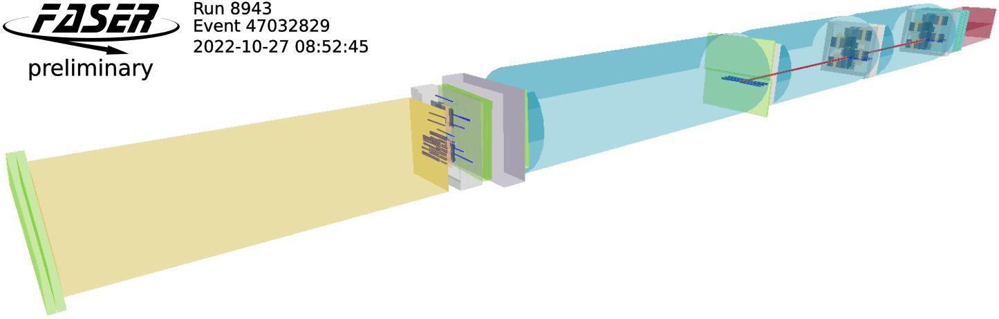 FASER
preliminary
Run 8943
Event 47032829
2022-10-27 08:52:45